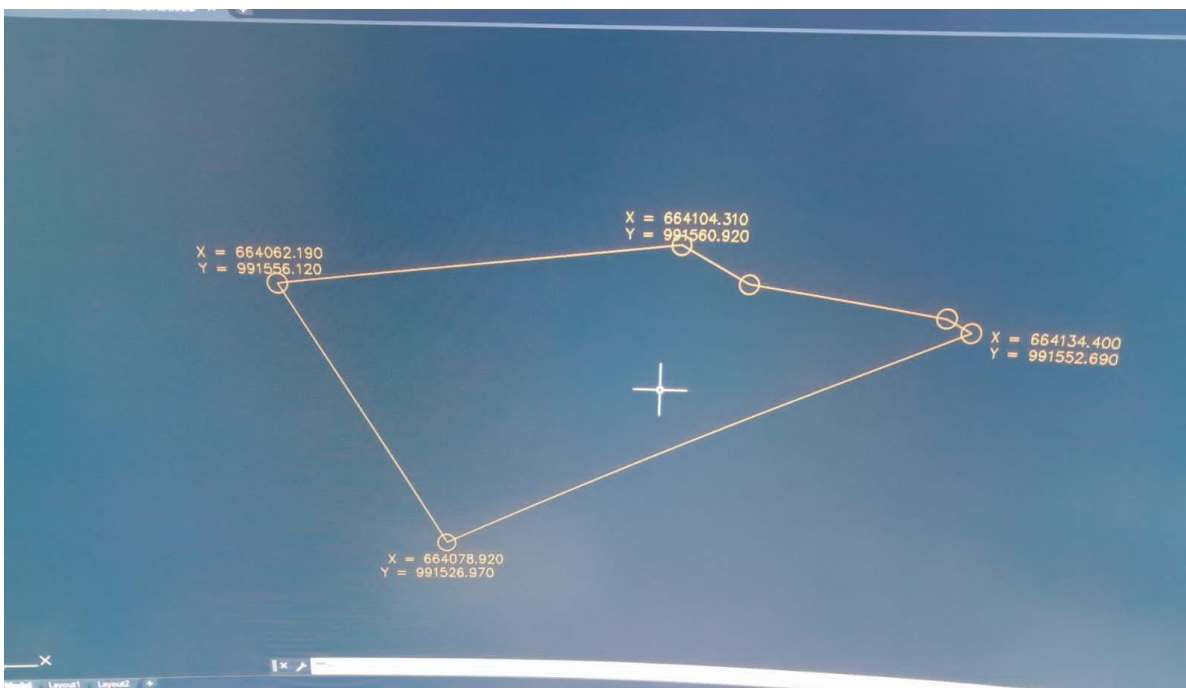 X = 664104.310
Y = 991560.920
X = 664062.190
Y = 991556.120
X = 664134.400
Y = 991552.690
X = 664078.920
Y = 991526.970
Layout1 Layout2 +